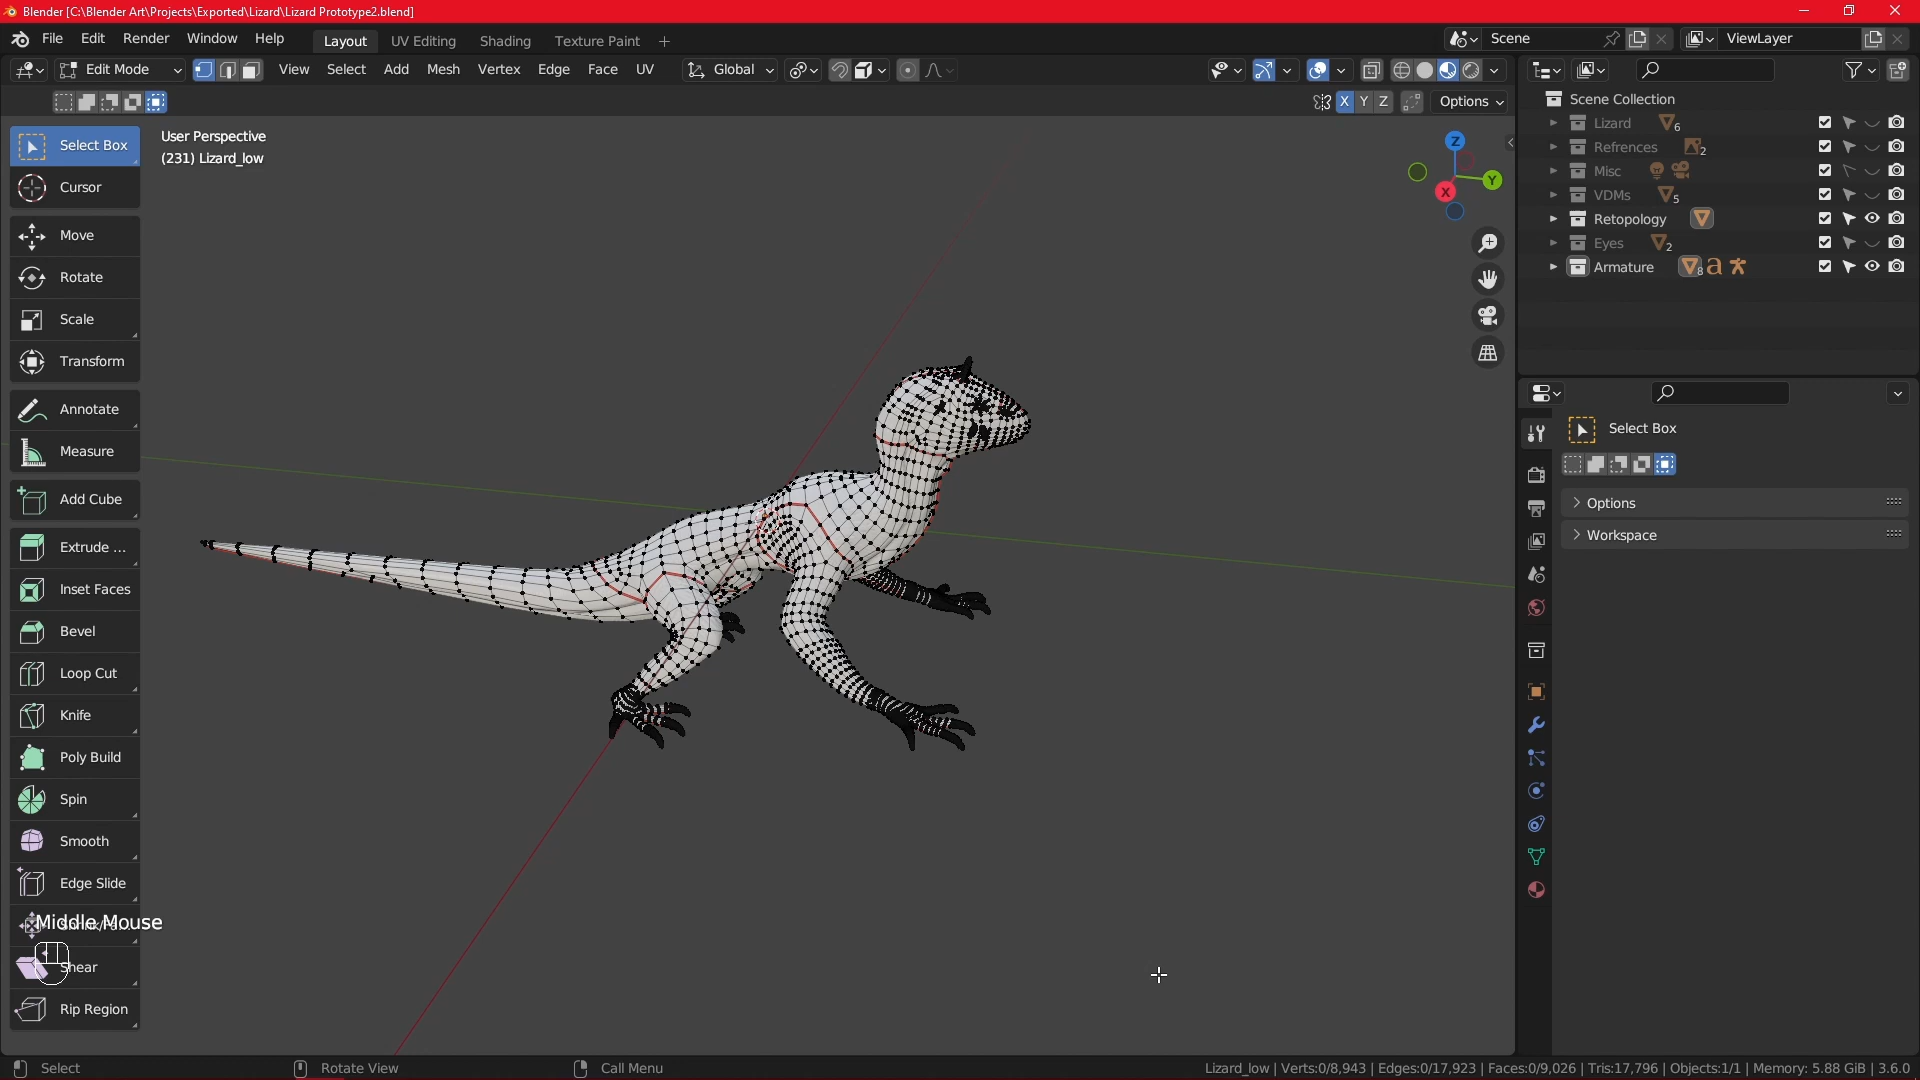 Blender [C:\Blender Art\Projects\Exported\Lizard\Lizard Prototype2.blend]
File Edit Render Window Help Layout UV Editing Shading Texture Paint + Scene ViewLayer
Edit Mode View Select Add Mesh Vertex Edge Face UV Global
X Y Z Options
User Perspective
(231) Lizard_low
Z
Y
X
Select Box
Cursor
Move
Rotate
Scale
Transform
Annotate
Measure
Add Cube
Extrude ...
Inset Faces
Bevel
Loop Cut
Knife
Poly Build
Spin
Smooth
Edge Slide
Middle Mouse
Shear
Rip Region
Scene Collection
Lizard 6
Refrences 2
Misc
VDMs 5
Retopology
Eyes 2
Armature 8
Select Box
Options
Workspace
Select Rotate View Call Menu Lizard_low | Verts:0/8,943 | Edges:0/17,923 | Faces:0/9,026 | Tris:17,796 | Objects:1/1 | Memory: 5.88 GiB | 3.6.0